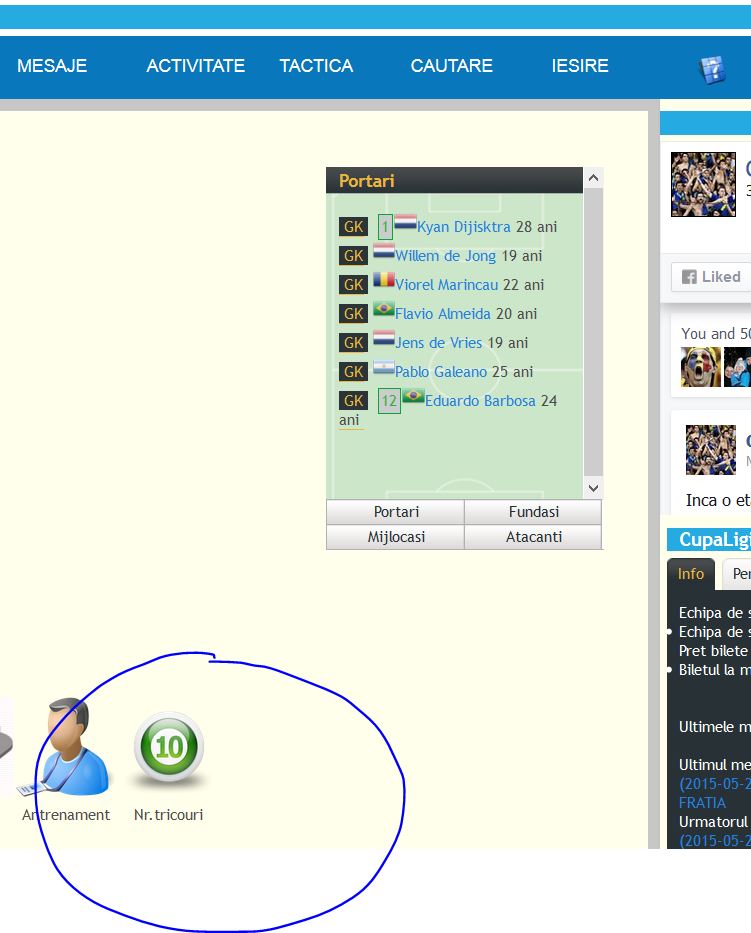 MESAJE ACTIVITATE TACTICA CAUTARE IESIRE
Portari
GK 1 Kyan Dijisktra 28 ani
GK Willem de Jong 19 ani
GK Viorel Marincau 22 ani
GK Flavio Almeida 20 ani
GK Jens de Vries 19 ani
GK Pablo Galeano 25 ani
GK 12 Eduardo Barbosa 24
ani
Portari Fundasi
Mijlocasi Atacanti
10
Antrenament Nr.tricouri
3
Liked
You and 50
Inca o et
CupaLigi
Info Per
Echipa de s
Echipa de s
Pret bilete
Biletul la m
Ultimele m
Ultimul me
(2015-05-2
FRATIA
Urmatorul
(2015-05-2